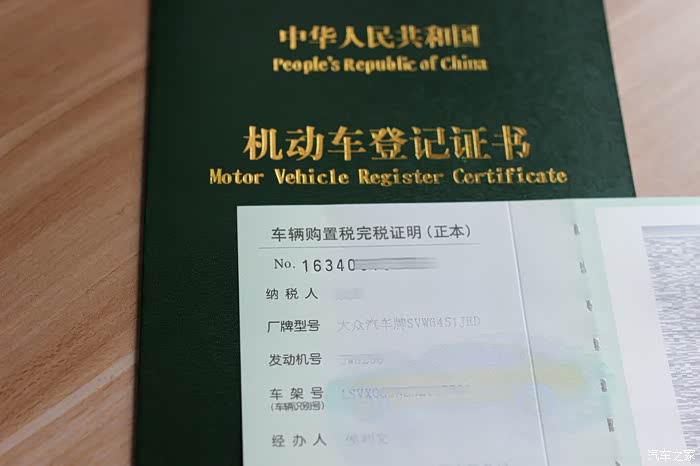 中华人民共和国
People's Republic of China
机动车登记证书
Motor Vehicle Register Certificate
车辆购置税完税证明(正本)
No. 16340
纳税人
厂牌型号 大众汽车牌SVW6451JED
发动机号
车架号
(车辆识别号)
经办人
汽车之家